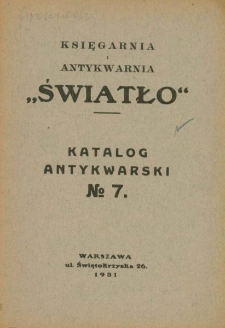 KSIĘGARNIA
I
ANTYKWARNIA
„ŚWIATŁO“
KATALOG
ANTYKWARSKI
№ 7.
WARSZAWA
ul. Świętokrzyska 26.
1931